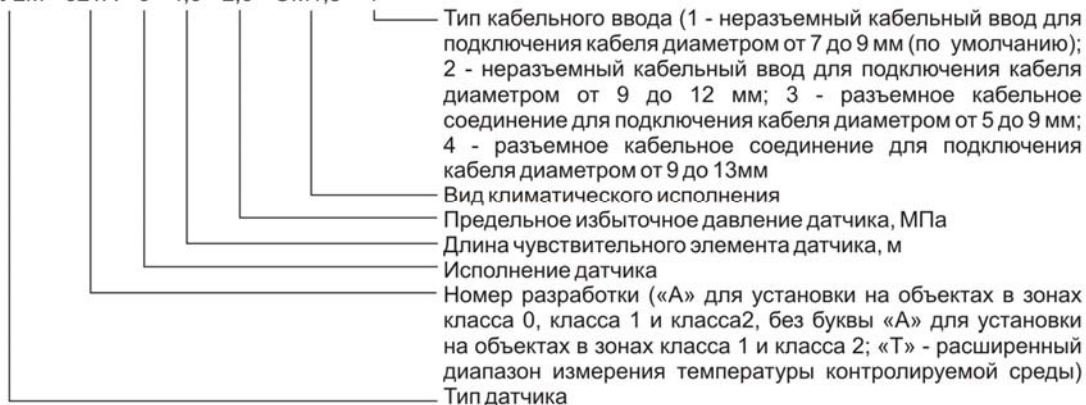 Тип кабельного ввода (1 - неразъемный кабельный ввод для
подключения кабеля диаметром от 7 до 9 мм (по умолчанию);
2 - неразъемный кабельный ввод для подключения кабеля
диаметром от 9 до 12 мм; 3 - разъемное кабельное
соединение для подключения кабеля диаметром от 5 до 9 мм;
4 - разъемное кабельное соединение для подключения
кабеля диаметром от 9 до 13мм
Вид климатического исполнения
Предельное избыточное давление датчика, МПа
Длина чувствительного элемента датчика, м
Исполнение датчика
Номер разработки («А» для установки на объектах в зонах
класса 0, класса 1 и класса2, без буквы «А» для установки
на объектах в зонах класса 1 и класса 2; «Т» - расширенный
диапазон измерения температуры контролируемой среды)
Тип датчика